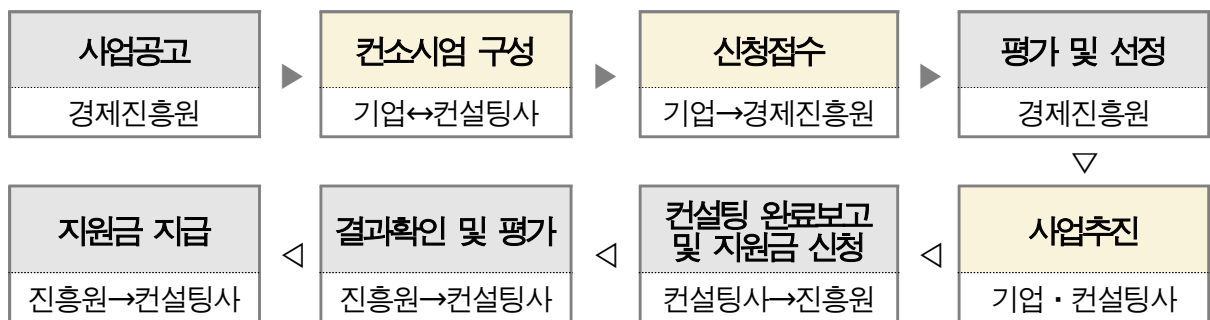 사업공고
경제진흥원
▶
컨소시엄 구성
기업↔컨설팅사
▶
신청접수
기업→경제진흥원
▶
평가 및 선정
경제진흥원
▽
사업추진
기업 · 컨설팅사
◁
컨설팅 완료보고
및 지원금 신청
컨설팅사→진흥원
◁
결과확인 및 평가
진흥원→컨설팅사
◁
지원금 지급
진흥원→컨설팅사